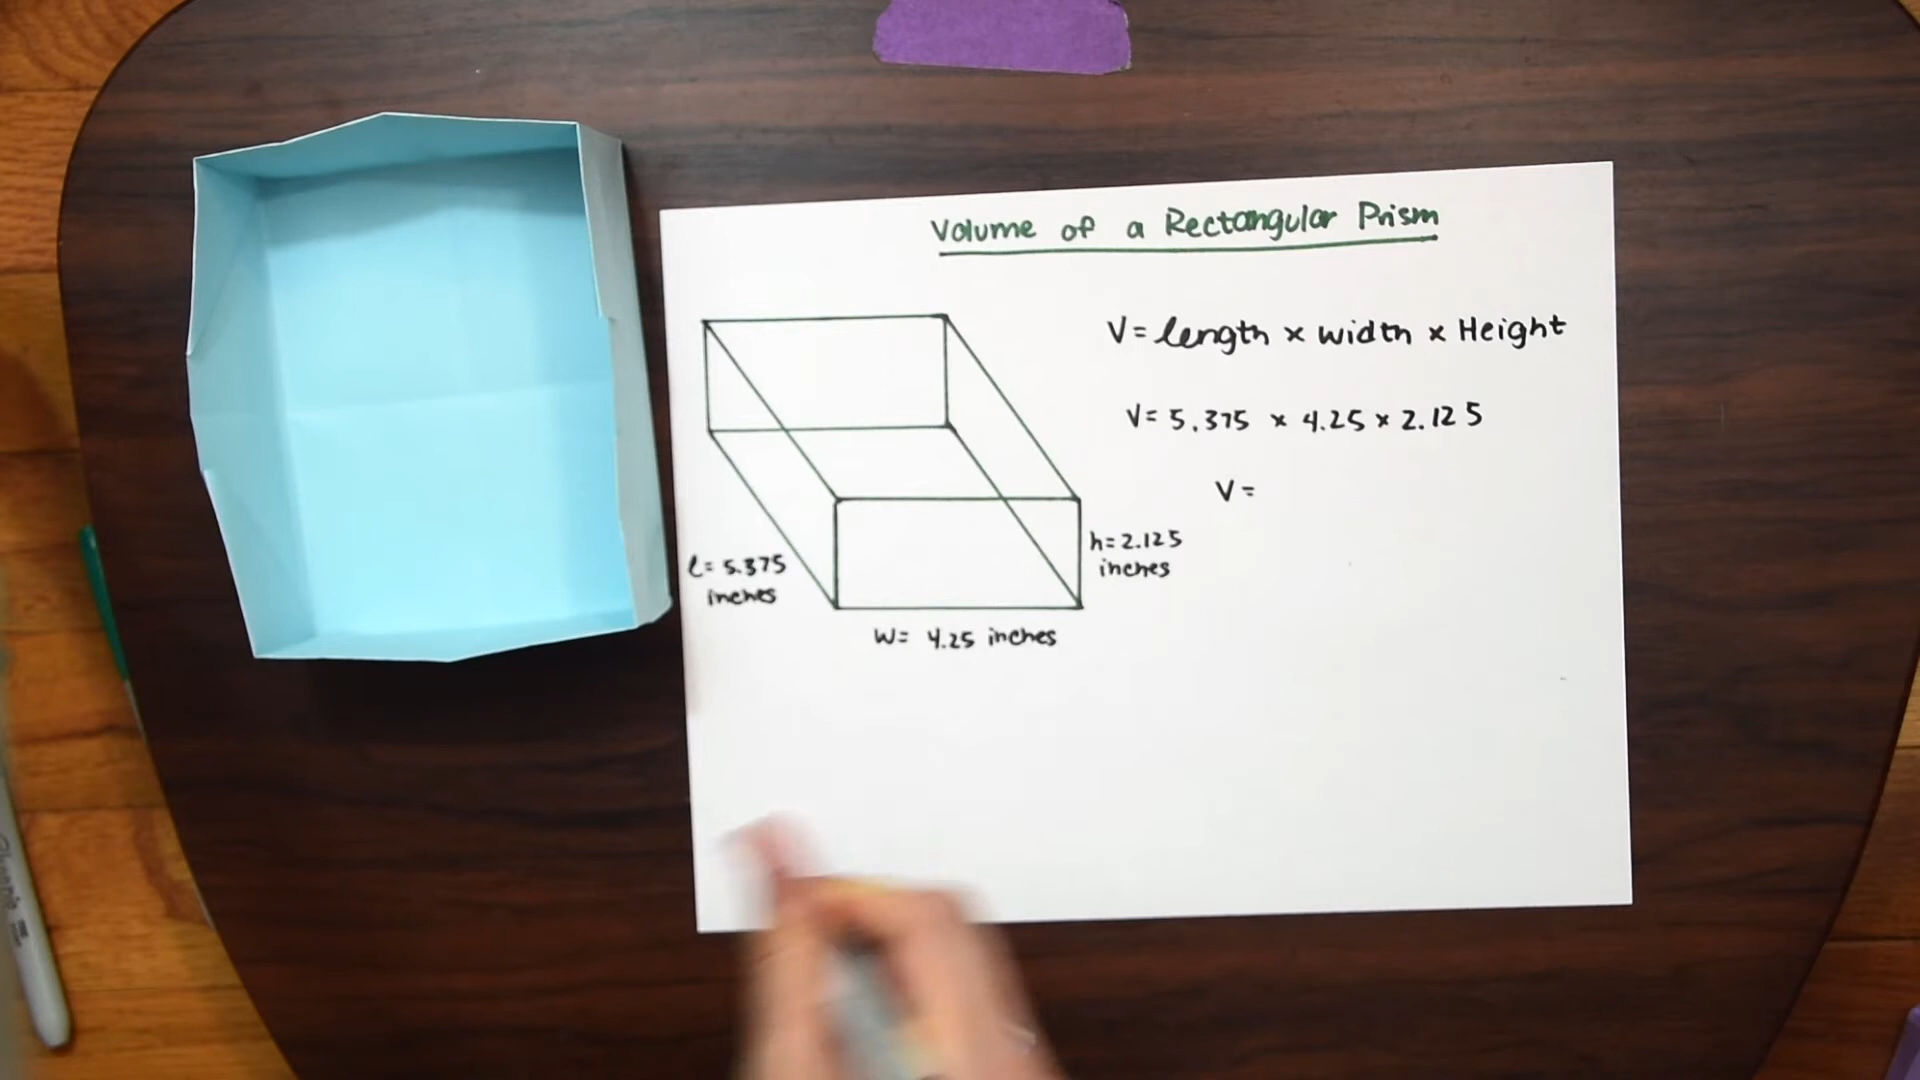 Volume of a Rectangular Prism
V = length × width × Height
V = 5.375 × 4.25 × 2.125
V =
h = 2.125
inches
l = 5.375
inches
w = 4.25 inches
Sharpie